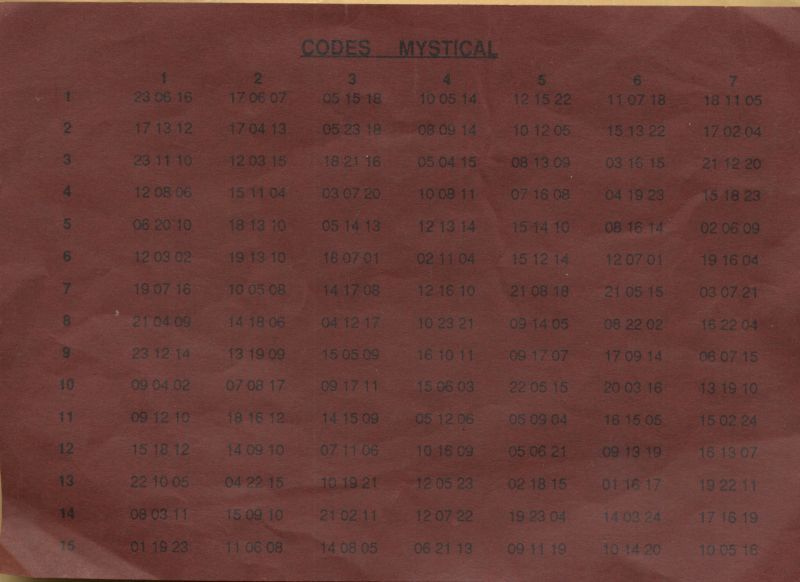 CODES MYSTICAL
1 2 3 4 5 6 7
1 23 06 16 17 06 07 05 15 18 10 05 14 12 15 22 11 07 18 18 11 05
2 17 13 12 17 04 13 05 23 18 08 09 14 10 12 05 15 13 22 17 02 04
3 23 11 10 12 03 15 18 21 16 05 04 15 08 13 09 03 16 15 21 12 20
4 12 08 06 15 11 04 03 07 20 10 08 11 07 16 08 04 19 23 15 18 23
5 06 20 10 18 13 10 05 14 13 12 13 14 15 14 10 08 16 14 02 06 09
6 12 03 02 19 13 10 18 07 01 02 11 04 15 12 14 12 07 01 19 16 04
7 19 07 16 10 05 08 14 17 08 12 16 10 21 08 18 21 05 15 03 07 21
8 21 04 09 14 18 06 04 12 17 10 23 21 09 14 05 08 22 02 16 22 04
9 23 12 14 13 19 09 15 05 09 16 10 11 09 17 07 17 09 14 06 07 15
10 09 04 02 07 08 17 09 17 11 15 06 03 22 05 15 20 03 16 13 19 10
11 09 12 10 18 16 12 14 15 09 05 12 06 05 09 04 16 15 05 15 02 24
12 15 18 12 14 09 10 07 11 06 10 16 09 05 06 21 09 13 19 16 13 07
13 22 10 05 04 22 15 10 19 21 12 05 23 02 18 15 01 16 17 19 22 11
14 08 03 11 15 09 10 21 02 11 12 07 22 19 23 04 14 03 24 17 16 19
15 01 19 23 11 06 08 14 08 05 06 21 13 09 11 19 10 14 20 10 05 16